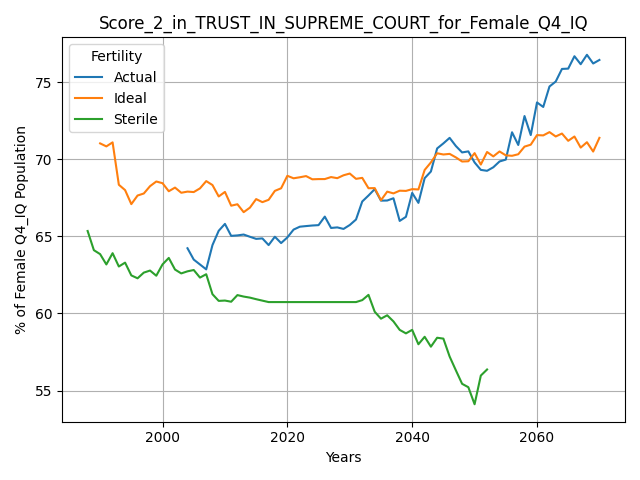 Score_2_in_TRUST_IN_SUPREME_COURT_for_Female_Q4_IQ
Fertility
Actual
Ideal
Sterile
75
70
65
60
55
% of Female Q4_IQ Population
2000
2020
2040
2060
Years